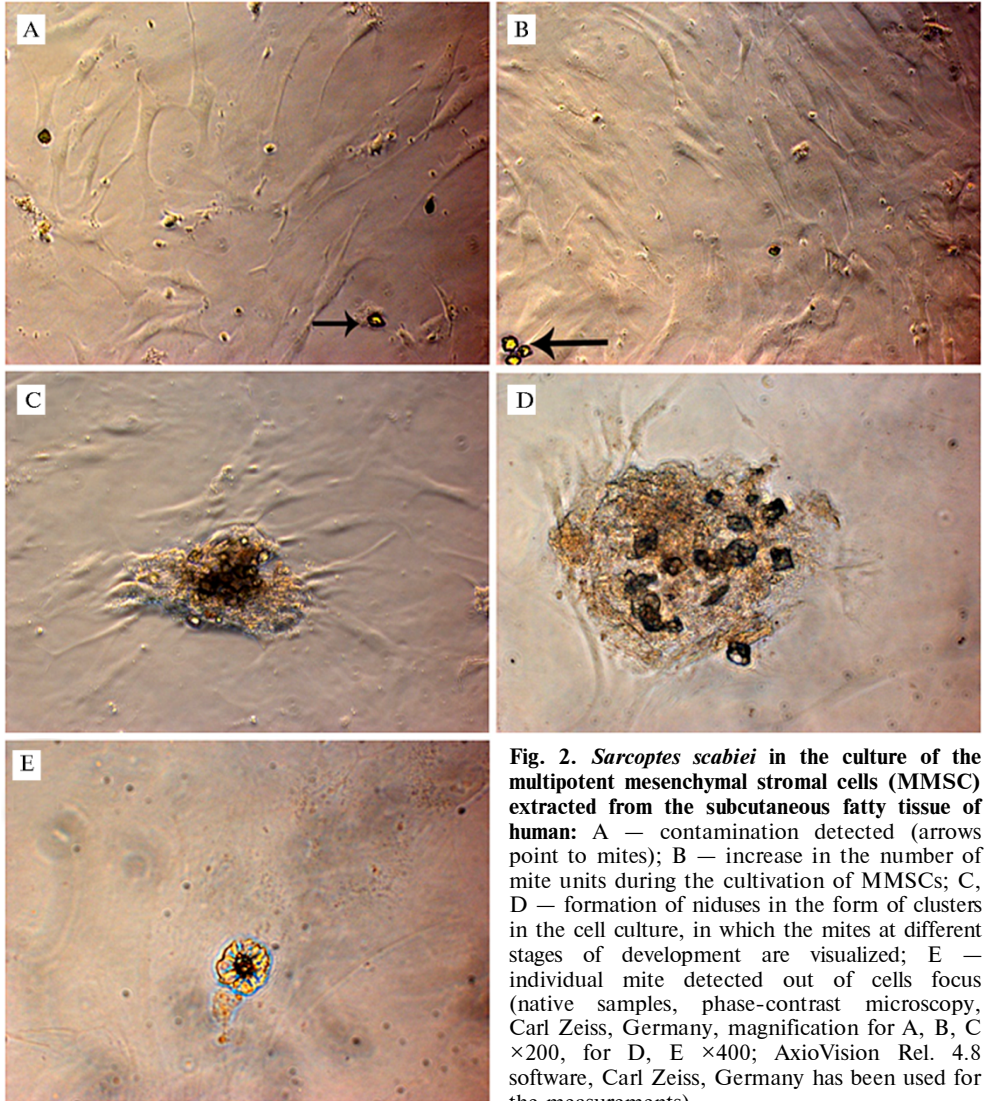 A
B
C
D
E
Fig. 2. Sarcoptes scabiei in the culture of the
multipotent mesenchymal stromal cells (MMSC)
extracted from the subcutaneous fatty tissue of
human: A — contamination detected (arrows
point to mites); B — increase in the number of
mite units during the cultivation of MMSCs; C,
D — formation of niduses in the form of clusters
in the cell culture, in which the mites at different
stages of development are visualized; E —
individual mite detected out of cells focus
(native samples, phase-contrast microscopy,
Carl Zeiss, Germany, magnification for A, B, C
×200, for D, E ×400; AxioVision Rel. 4.8
software, Carl Zeiss, Germany has been used for
the measurements)